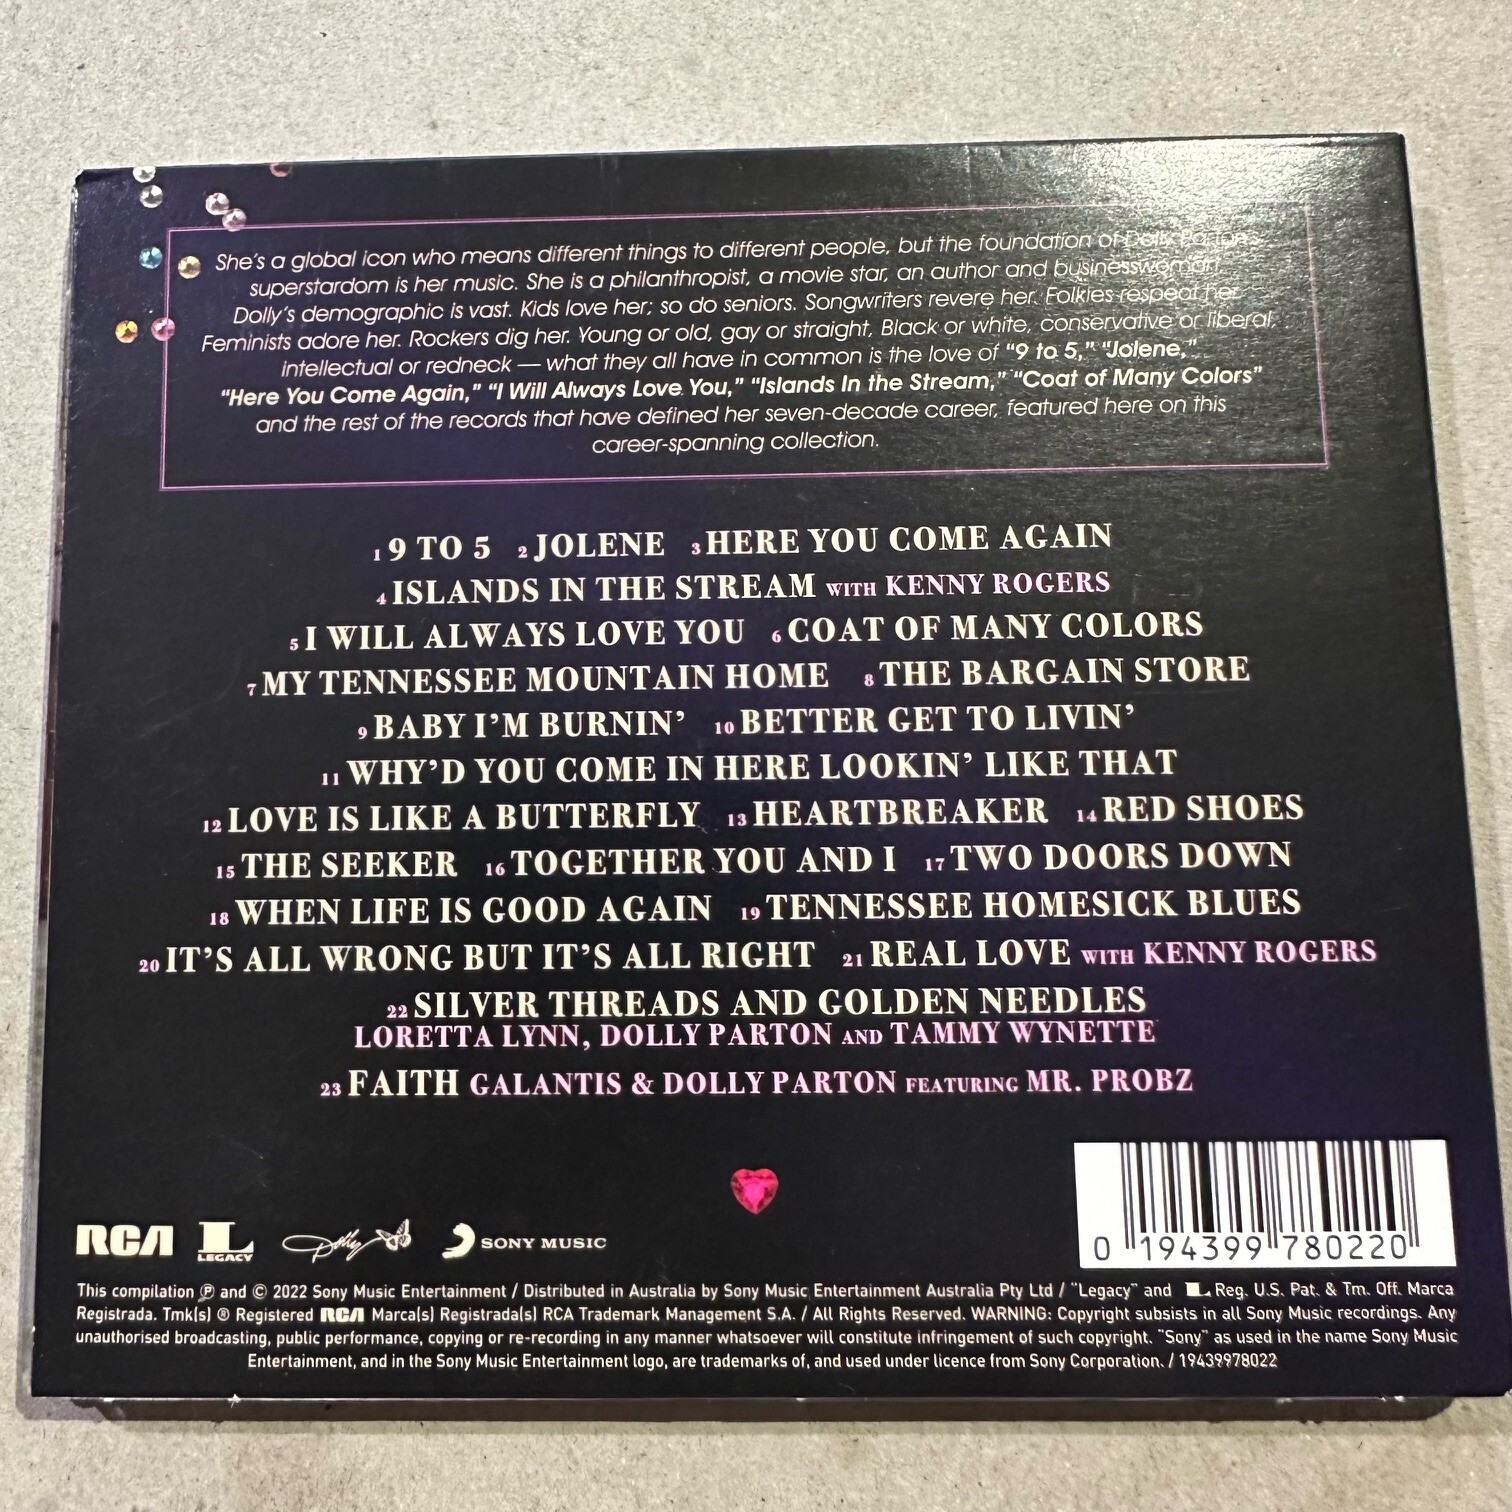 She's a global icon who means different things to different people, but the foundation of Dolly Parton's
superstardom is her music. She is a philanthropist, a movie star, an author and businesswoman.
Dolly's demographic is vast. Kids love her; so do seniors. Songwriters revere her. Folkies respect her.
Feminists adore her. Rockers dig her. Young or old, gay or straight, Black or white, conservative or liberal,
intellectual or redneck — what they all have in common is the love of "9 to 5," "Jolene,"
"Here You Come Again," "I Will Always Love You," "Islands In the Stream," "Coat of Many Colors"
and the rest of the records that have defined her seven-decade career, featured here on this
career-spanning collection.
1 9 TO 5 2 JOLENE 3 HERE YOU COME AGAIN
4 ISLANDS IN THE STREAM WITH KENNY ROGERS
5 I WILL ALWAYS LOVE YOU 6 COAT OF MANY COLORS
7 MY TENNESSEE MOUNTAIN HOME 8 THE BARGAIN STORE
9 BABY I'M BURNIN' 10 BETTER GET TO LIVIN'
11 WHY'D YOU COME IN HERE LOOKIN' LIKE THAT
12 LOVE IS LIKE A BUTTERFLY 13 HEARTBREAKER 14 RED SHOES
15 THE SEEKER 16 TOGETHER YOU AND I 17 TWO DOORS DOWN
18 WHEN LIFE IS GOOD AGAIN 19 TENNESSEE HOMESICK BLUES
20 IT'S ALL WRONG BUT IT'S ALL RIGHT 21 REAL LOVE WITH KENNY ROGERS
22 SILVER THREADS AND GOLDEN NEEDLES
LORETTA LYNN, DOLLY PARTON AND TAMMY WYNETTE
23 FAITH GALANTIS & DOLLY PARTON FEATURING MR. PROBZ
RCA L LEGACY Dolly SONY MUSIC
0 194399 780220
This compilation ℗ and © 2022 Sony Music Entertainment / Distributed in Australia by Sony Music Entertainment Australia Pty Ltd / "Legacy" and L Reg. U.S. Pat. & Tm. Off. Marca
Registrada. Tmk(s) ® Registered RCA Marca(s) Registrada(s) RCA Trademark Management S.A. / All Rights Reserved. WARNING: Copyright subsists in all Sony Music recordings. Any
unauthorised broadcasting, public performance, copying or re-recording in any manner whatsoever will constitute infringement of such copyright. "Sony" as used in the name Sony Music
Entertainment, and in the Sony Music Entertainment logo, are trademarks of, and used under licence from Sony Corporation. / 19439978022